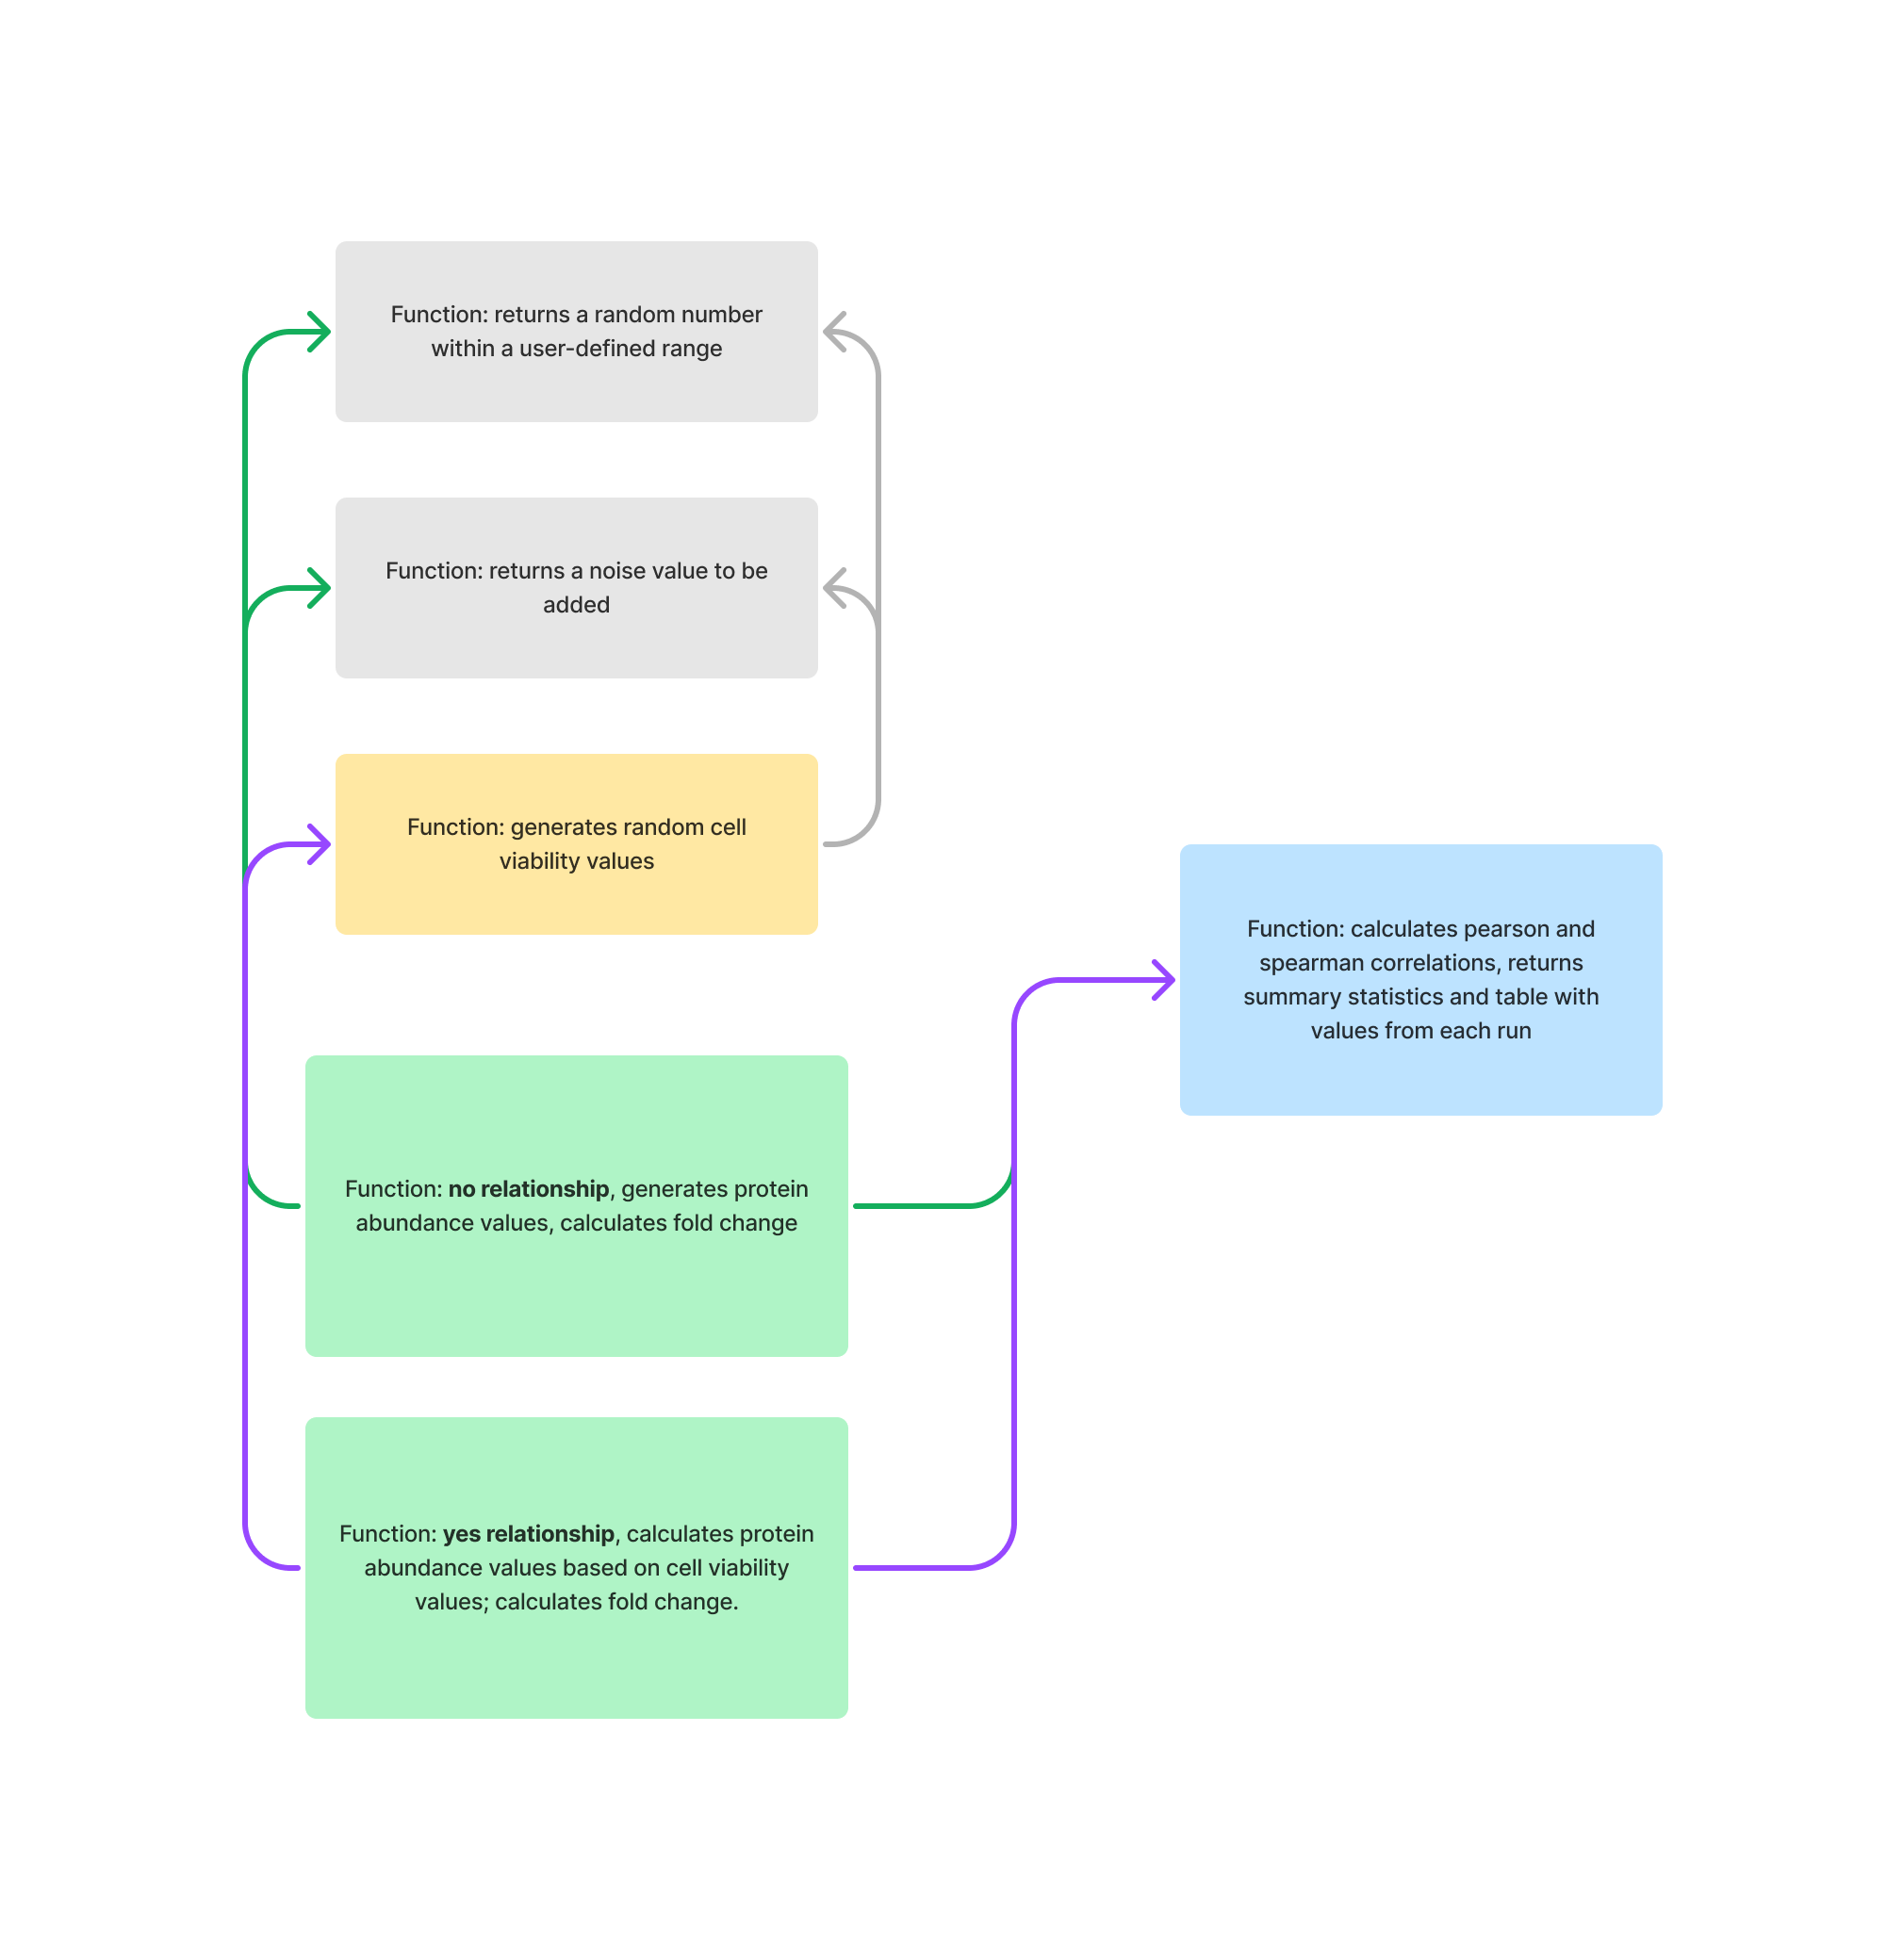 Function: returns a random number
within a user-defined range
Function: returns a noise value to be
added
Function: generates random cell
viability values
Function: calculates pearson and
spearman correlations, returns
summary statistics and table with
values from each run
Function: no relationship, generates protein
abundance values, calculates fold change
Function: yes relationship, calculates protein
abundance values based on cell viability
values; calculates fold change.